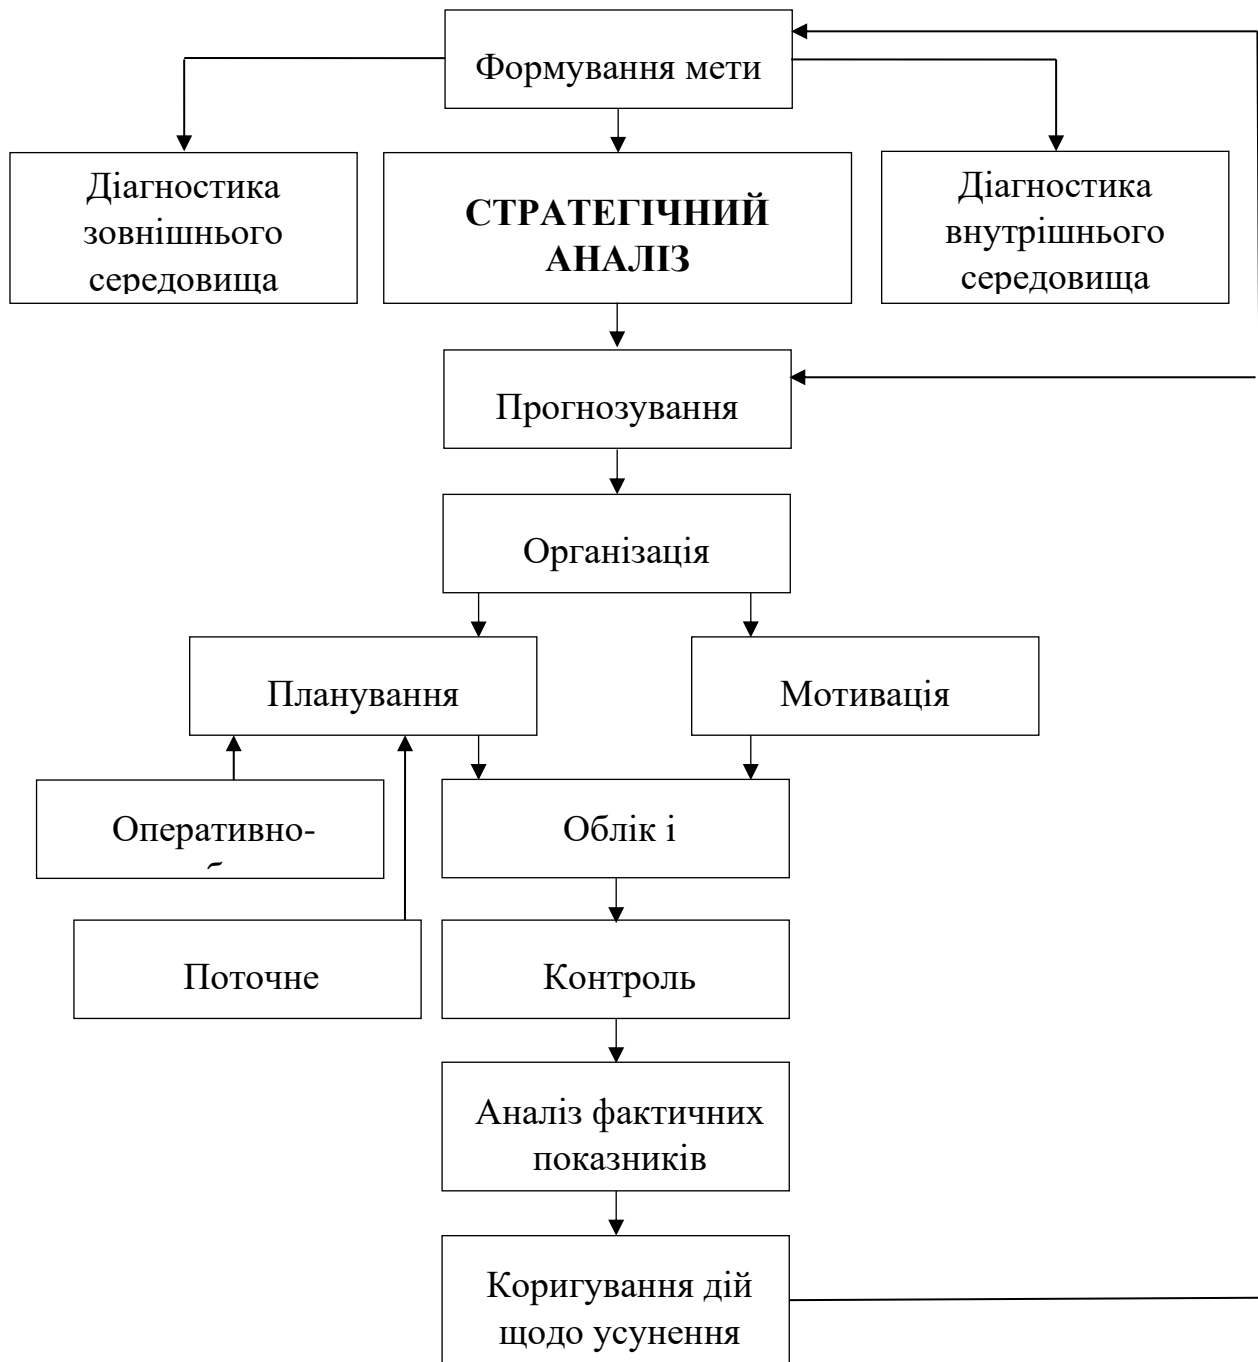 Формування мети
Діагностика
зовнішнього
середовища
СТРАТЕГІЧНИЙ
АНАЛІЗ
Діагностика
внутрішнього
середовища
Прогнозування
Організація
Планування
Мотивація
Оперативно-
Облік і
Поточне
Контроль
Аналіз фактичних
показників
Коригування дій
щодо усунення